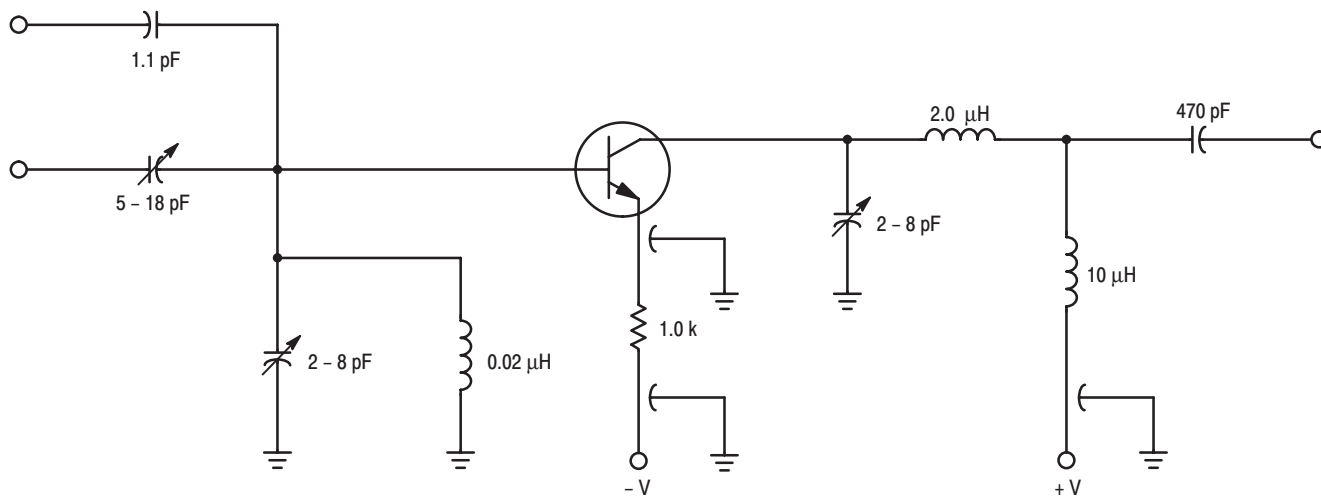 1.1 pF
5 – 18 pF
2 – 8 pF
0.02 μH
1.0 k
– V
2 – 8 pF
2.0 μH
470 pF
10 μH
+ V